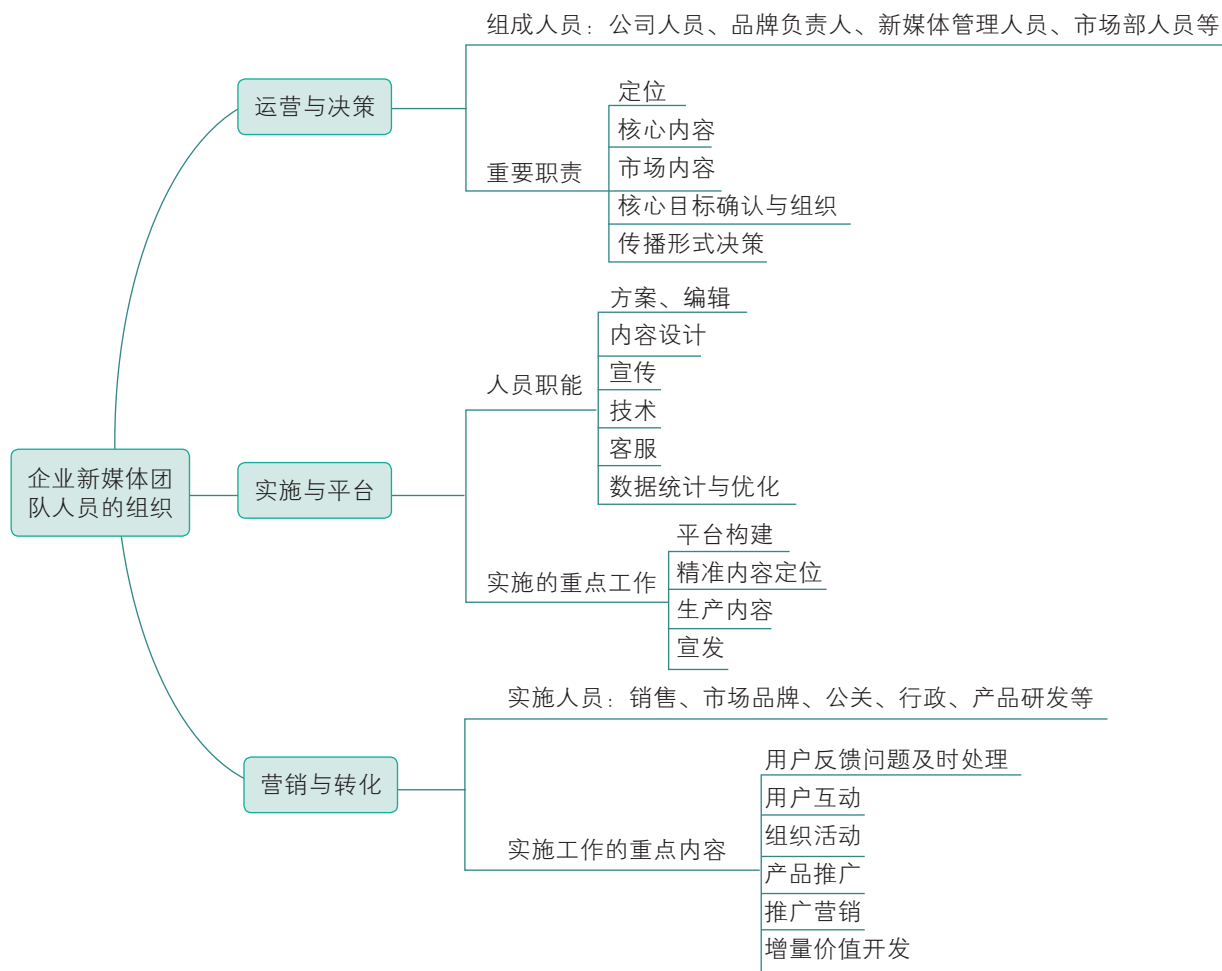 企业新媒体团
队人员的组织
运营与决策
组成人员：公司人员、品牌负责人、新媒体管理人员、市场部人员等
重要职责
定位
核心内容
市场内容
核心目标确认与组织
传播形式决策
实施与平台
人员职能
方案、编辑
内容设计
宣传
技术
客服
数据统计与优化
实施的重点工作
平台构建
精准内容定位
生产内容
宣发
营销与转化
实施人员：销售、市场品牌、公关、行政、产品研发等
实施工作的重点内容
用户反馈问题及时处理
用户互动
组织活动
产品推广
推广营销
增量价值开发